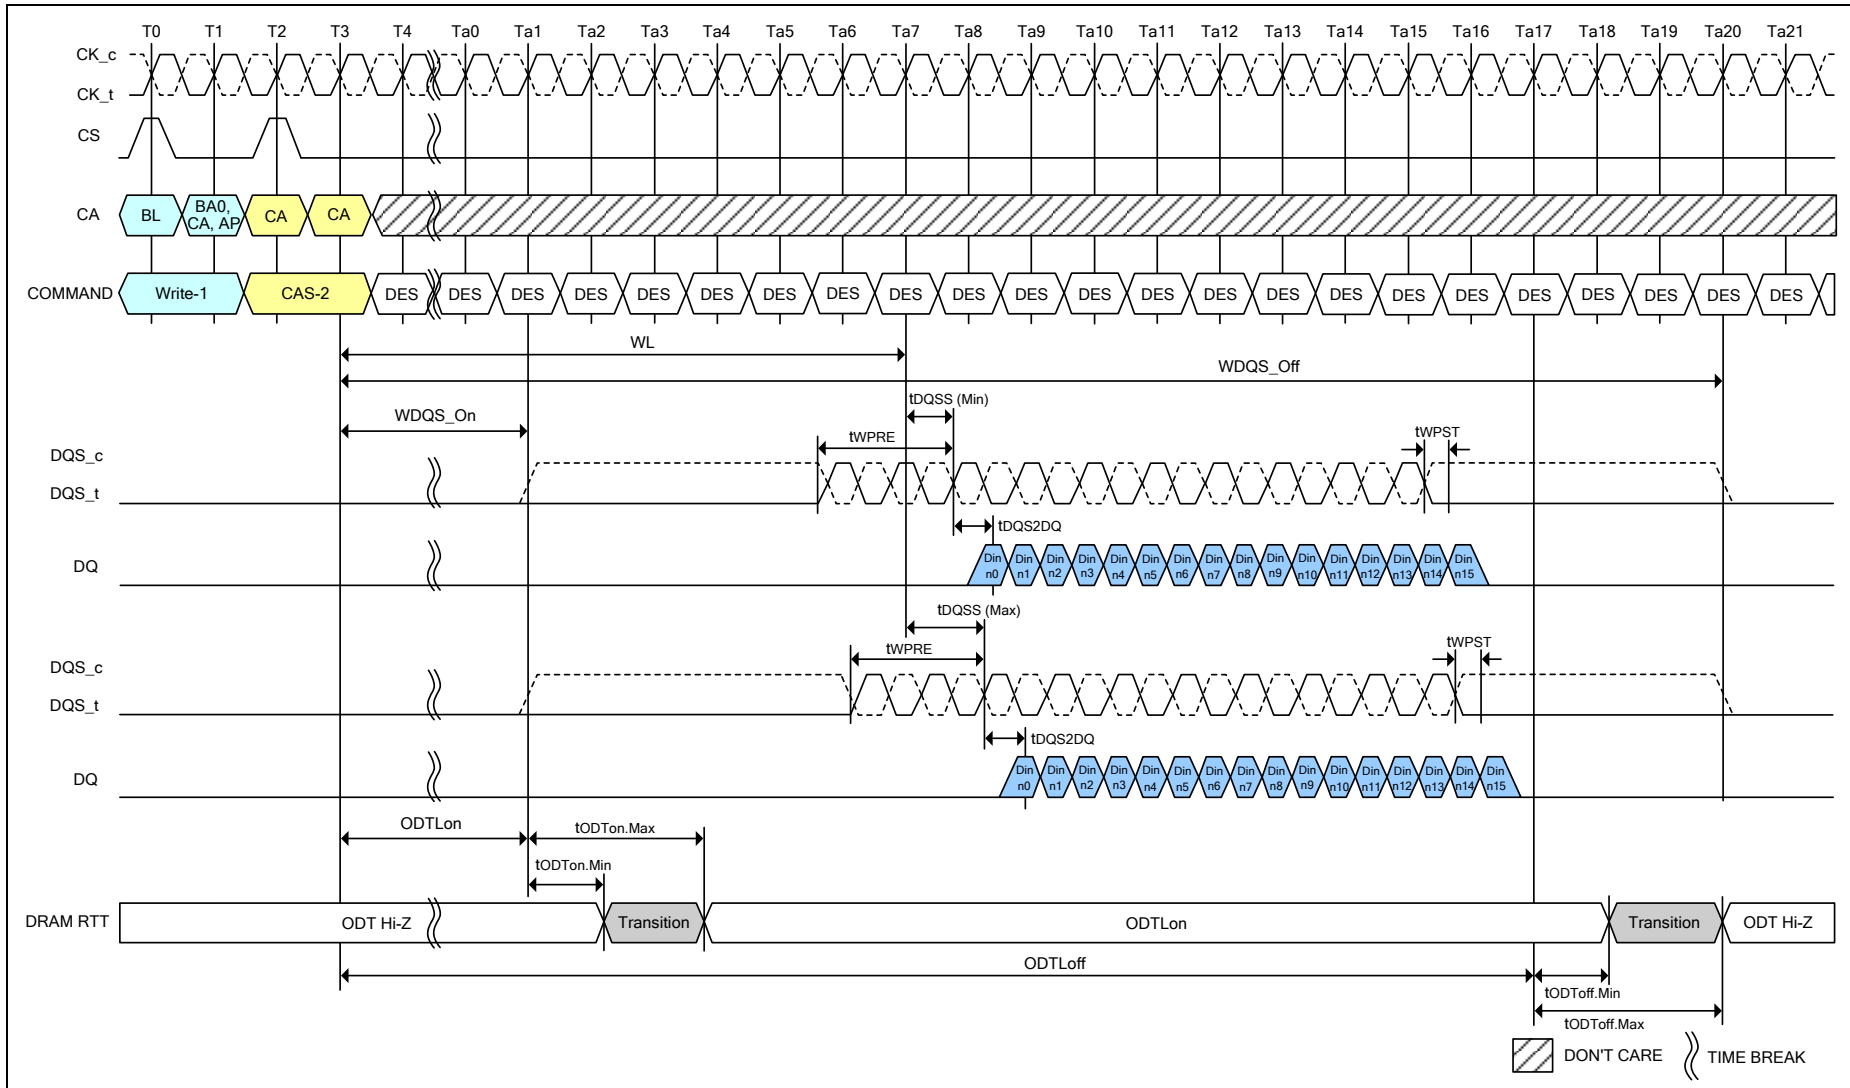 T0 T1 T2 T3 T4 Ta0 Ta1 Ta2 Ta3 Ta4 Ta5 Ta6 Ta7 Ta8 Ta9 Ta10 Ta11 Ta12 Ta13 Ta14 Ta15 Ta16 Ta17 Ta18 Ta19 Ta20 Ta21
CK_c
CK_t
CS
CA BL BA0, CA, AP CA CA
COMMAND Write-1 CAS-2 DES DES DES DES DES DES DES DES DES DES DES DES DES DES DES DES DES DES DES DES DES DES DES
WL
WDQS_Off
tDQSS (Min)
WDQS_On
tWPRE tWPST
DQS_c
DQS_t
tDQS2DQ
DQ Din n0 Din n1 Din n2 Din n3 Din n4 Din n5 Din n6 Din n7 Din n8 Din n9 Din n10 Din n11 Din n12 Din n13 Din n14 Din n15
tDQSS (Max)
tWPRE tWPST
DQS_c
DQS_t
tDQS2DQ
DQ Din n0 Din n1 Din n2 Din n3 Din n4 Din n5 Din n6 Din n7 Din n8 Din n9 Din n10 Din n11 Din n12 Din n13 Din n14 Din n15
ODTLon tODTon.Max
tODTon.Min
DRAM RTT ODT Hi-Z Transition ODTLon Transition ODT Hi-Z
ODTLoff
tODToff.Min
tODToff.Max
DON'T CARE TIME BREAK